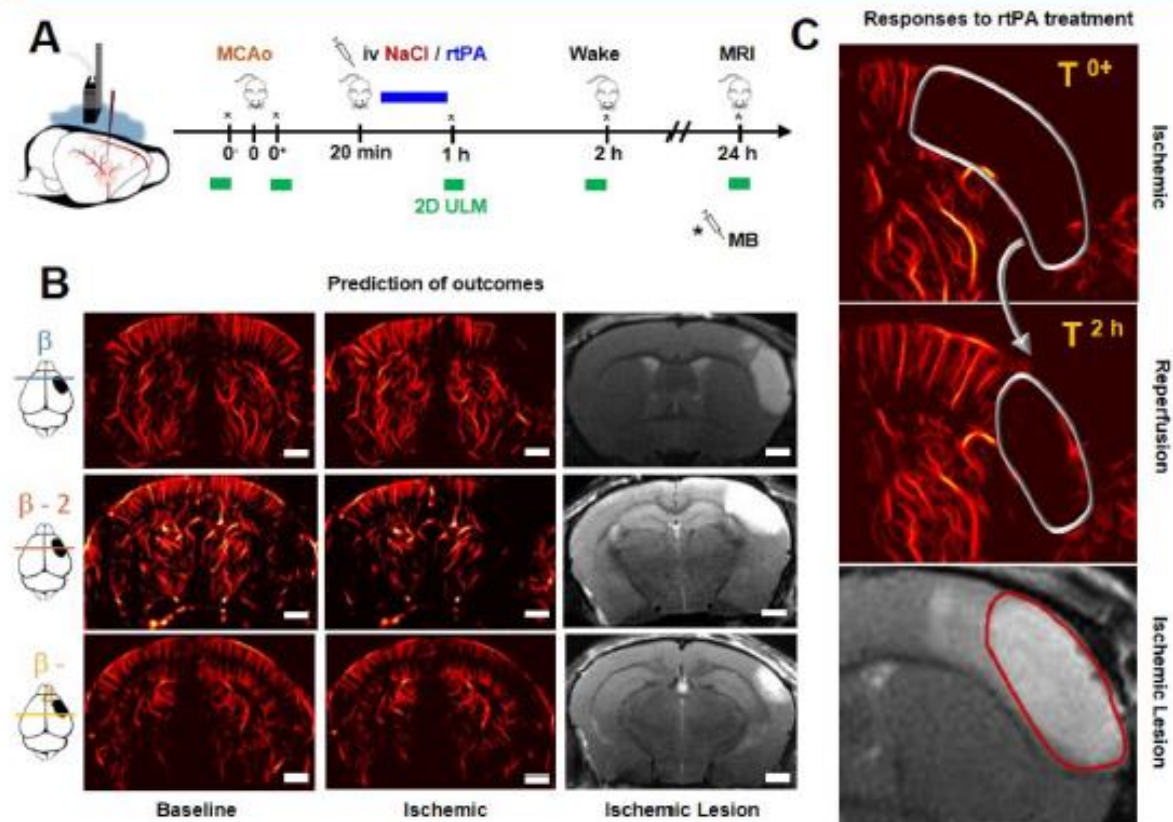 A
MCAo
iv NaCl / rtPA
Wake
MRI
0⁻ 0 0⁺ 20 min 1 h 2 h 24 h
2D ULM
* MB
B
Prediction of outcomes
β
β - 2
β -
Baseline Ischemic Ischemic Lesion
C
Responses to rtPA treatment
T 0+
Ischemic
T 2 h
Reperfusion
Ischemic Lesion